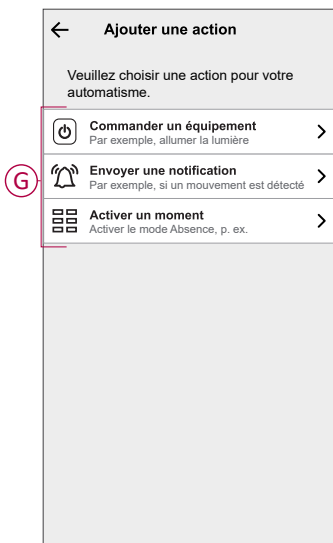 Ajouter une action
Veuillez choisir une action pour votre
automatisme.
Commander un équipement
Par exemple, allumer la lumière
Envoyer une notification
Par exemple, si un mouvement est détecté
Activer un moment
Activer le mode Absence, p. ex.
G